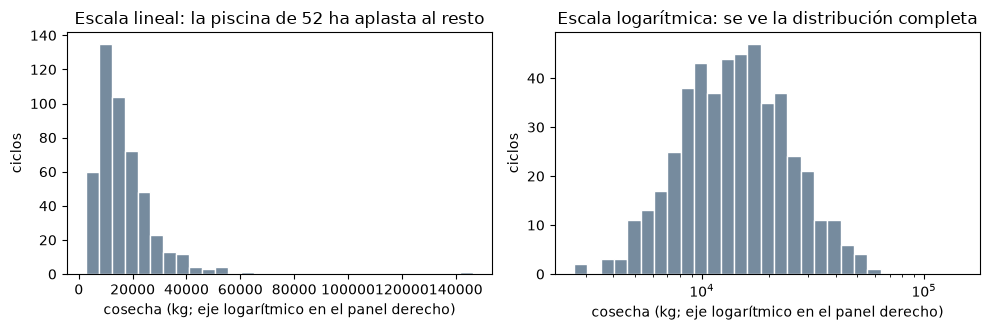 Escala lineal: la piscina de 52 ha aplasta al resto
140
120
100
80
60
40
20
0
ciclos
0 20000 40000 60000 80000 100000 120000 140000
cosecha (kg; eje logarítmico en el panel derecho)
Escala logarítmica: se ve la distribución completa
40
30
20
10
0
ciclos
10⁴ 10⁵
cosecha (kg; eje logarítmico en el panel derecho)